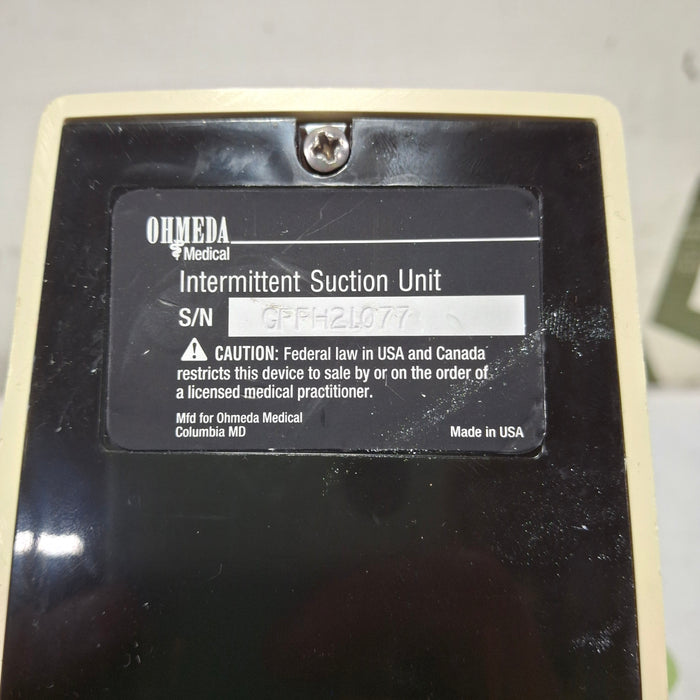 OHMEDA
Medical
Intermittent Suction Unit
S/N GPPH21077
CAUTION: Federal law in USA and Canada
restricts this device to sale by or on the order of
a licensed medical practitioner.
Mfd for Ohmeda Medical
Columbia MD
Made in USA